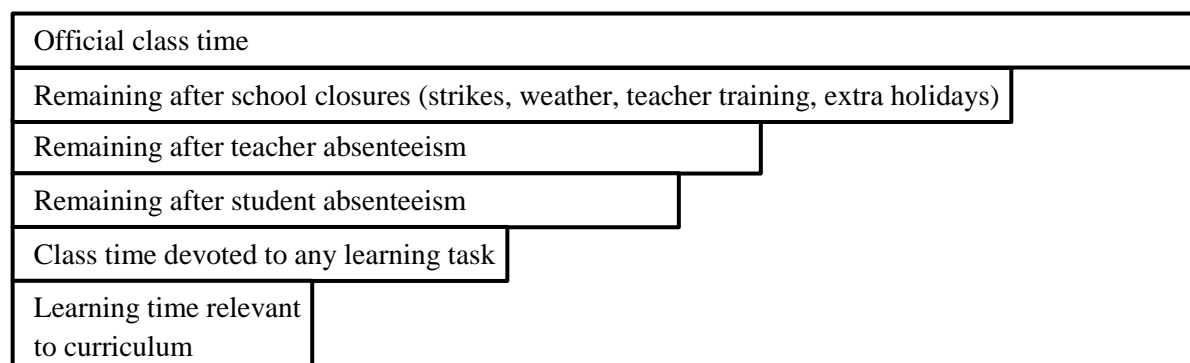 Official class time
Remaining after school closures (strikes, weather, teacher training, extra holidays)
Remaining after teacher absenteeism
Remaining after student absenteeism
Class time devoted to any learning task
Learning time relevant
to curriculum